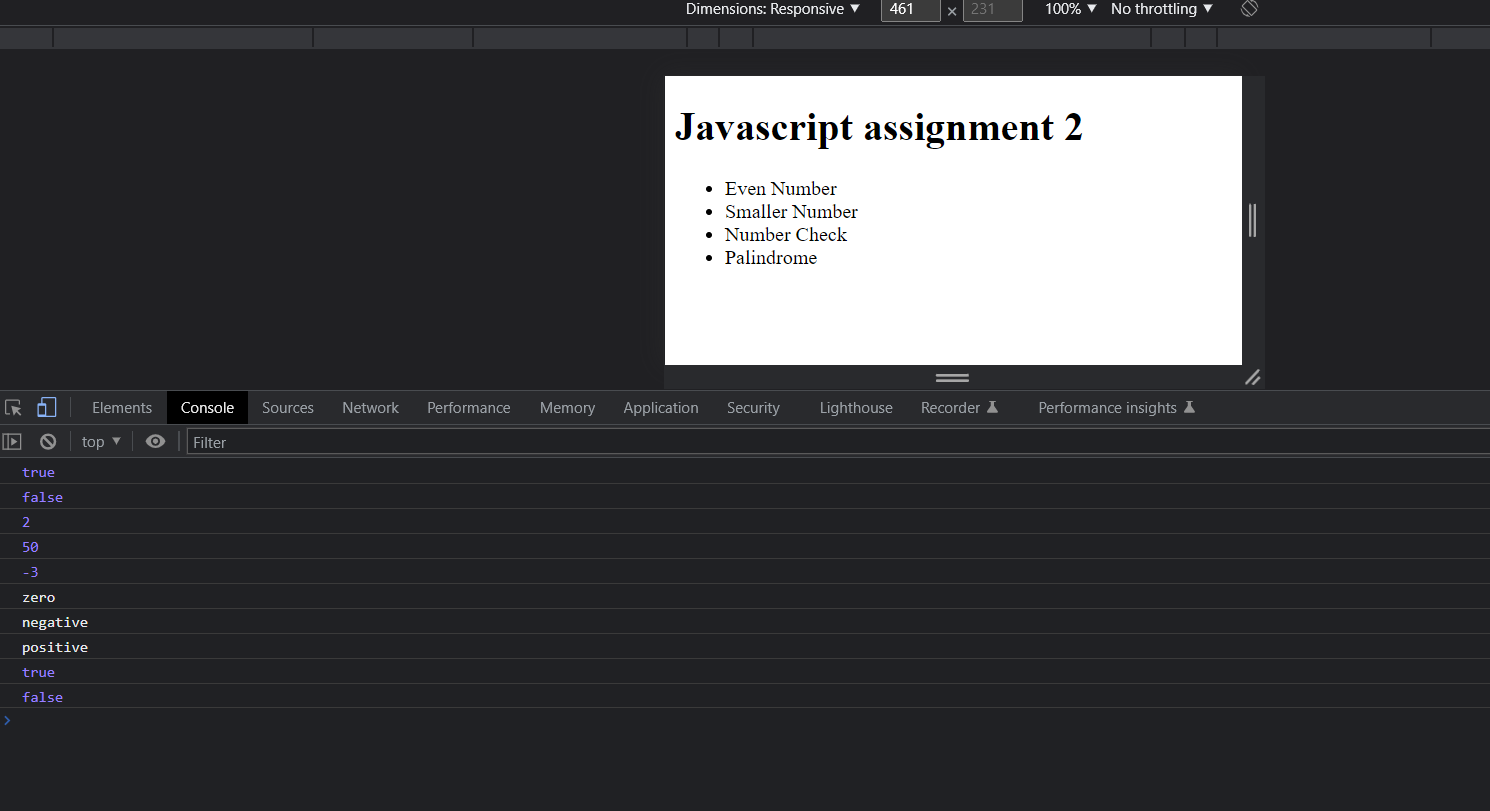 Dimensions: Responsive ▼ 461 × 231 100% ▼ No throttling ▼
Javascript assignment 2
• Even Number
• Smaller Number
• Number Check
• Palindrome
Elements Console Sources Network Performance Memory Application Security Lighthouse Recorder Performance insights
top ▼ Filter
true
false
2
50
-3
zero
negative
positive
true
false